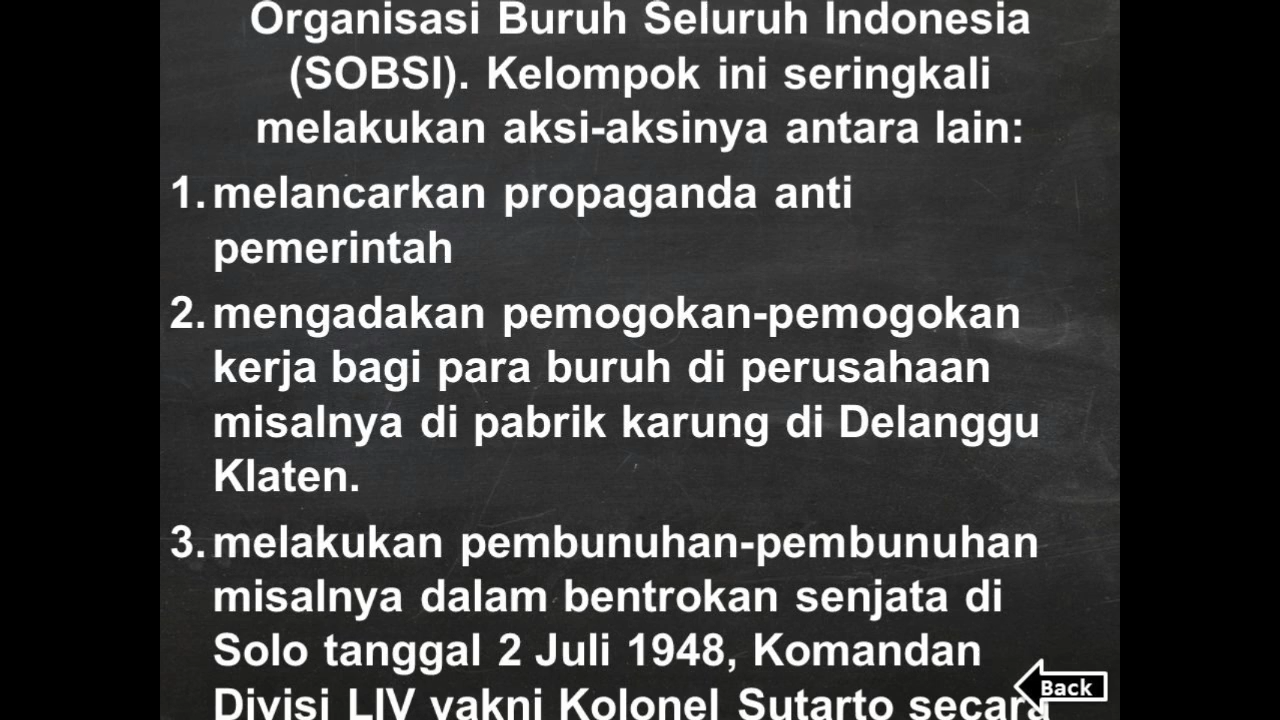 Organisasi Buruh Seluruh Indonesia
(SOBSI). Kelompok ini seringkali
melakukan aksi-aksinya antara lain:
1. melancarkan propaganda anti
pemerintah
2. mengadakan pemogokan-pemogokan
kerja bagi para buruh di perusahaan
misalnya di pabrik karung di Delanggu
Klaten.
3. melakukan pembunuhan-pembunuhan
misalnya dalam bentrokan senjata di
Solo tanggal 2 Juli 1948, Komandan
Divisi LIV yakni Kolonel Sutarto secara
Back